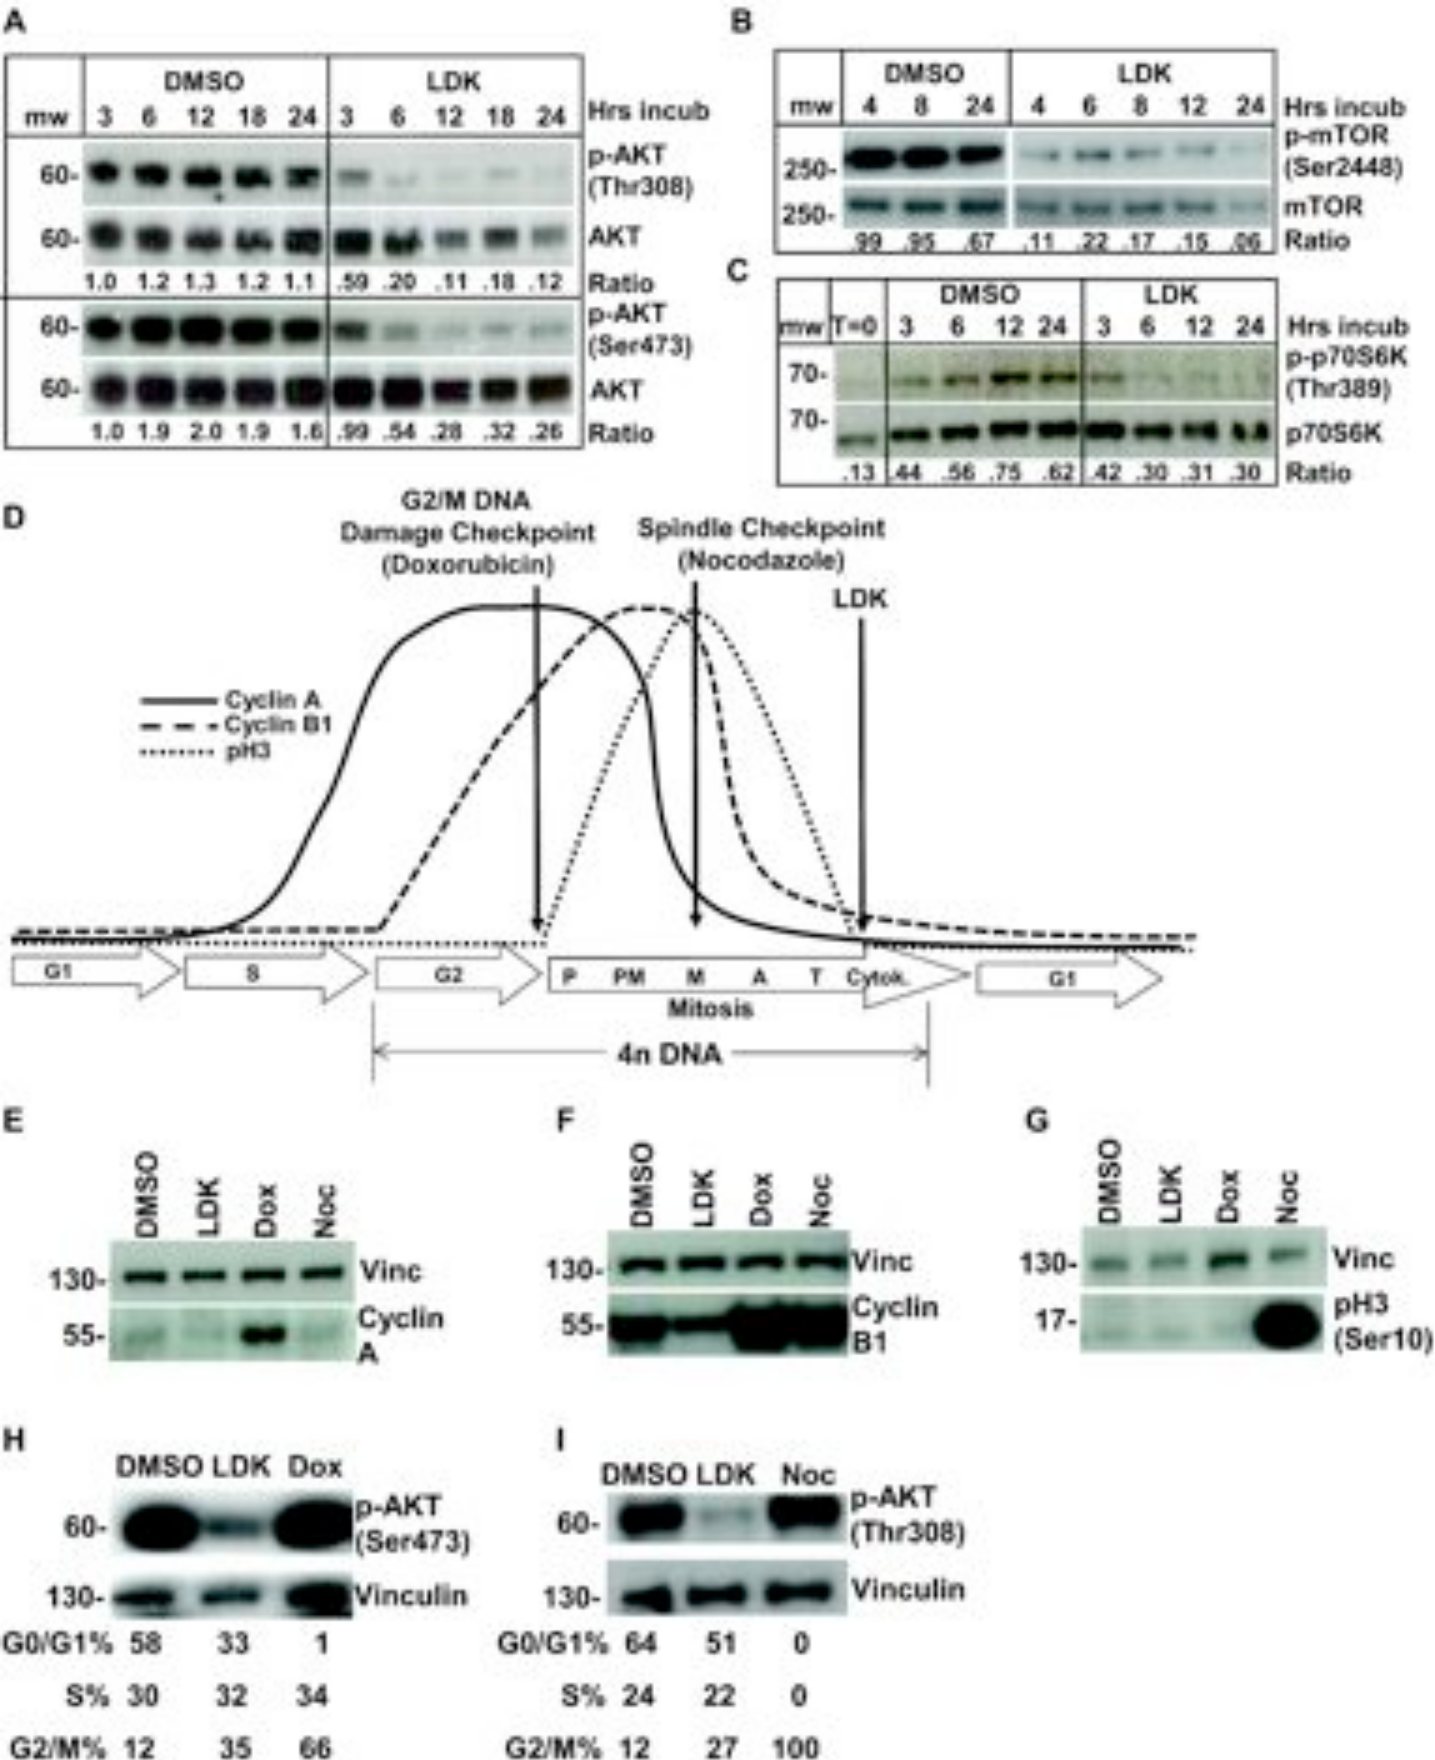 A
DMSO LDK
mw 3 6 12 18 24 3 6 12 18 24 Hrs incub
60- p-AKT
(Thr308)
60- AKT
1.0 1.2 1.3 1.2 1.1 .59 .20 .11 .18 .12 Ratio
60- p-AKT
(Ser473)
60- AKT
1.0 1.9 2.0 1.9 1.6 .99 .54 .28 .32 .26 Ratio
B
DMSO LDK
mw 4 8 24 4 6 8 12 24 Hrs incub
p-mTOR
250- (Ser2448)
250- mTOR
.99 .95 .67 .11 .22 .17 .15 .06 Ratio
C
DMSO LDK
mw T=0 3 6 12 24 3 6 12 24 Hrs incub
70- p-p70S6K
(Thr389)
70- p70S6K
.13 .44 .56 .75 .62 .42 .30 .31 .30 Ratio
D
G2/M DNA
Damage Checkpoint
(Doxorubicin)
Spindle Checkpoint
(Nocodazole)
LDK
Cyclin A
Cyclin B1
pH3
G1 S G2 P PM M A T Cytok. G1
Mitosis
4n DNA
E
DMSO LDK Dox Noc
130- Vinc
55- Cyclin
A
F
DMSO LDK Dox Noc
130- Vinc
55- Cyclin
B1
G
DMSO LDK Dox Noc
130- Vinc
17- pH3
(Ser10)
H
DMSO LDK Dox
60- p-AKT
(Ser473)
130- Vinculin
G0/G1% 58 33 1
S% 30 32 34
G2/M% 12 35 66
I
DMSO LDK Noc
60- p-AKT
(Thr308)
130- Vinculin
G0/G1% 64 51 0
S% 24 22 0
G2/M% 12 27 100